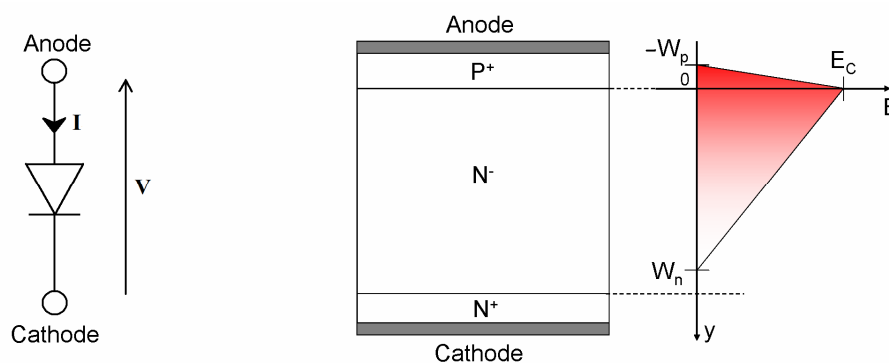 Anode
I
V
Cathode
Anode
P+
N-
N+
Cathode
–Wp
0
EC
E
Wn
y